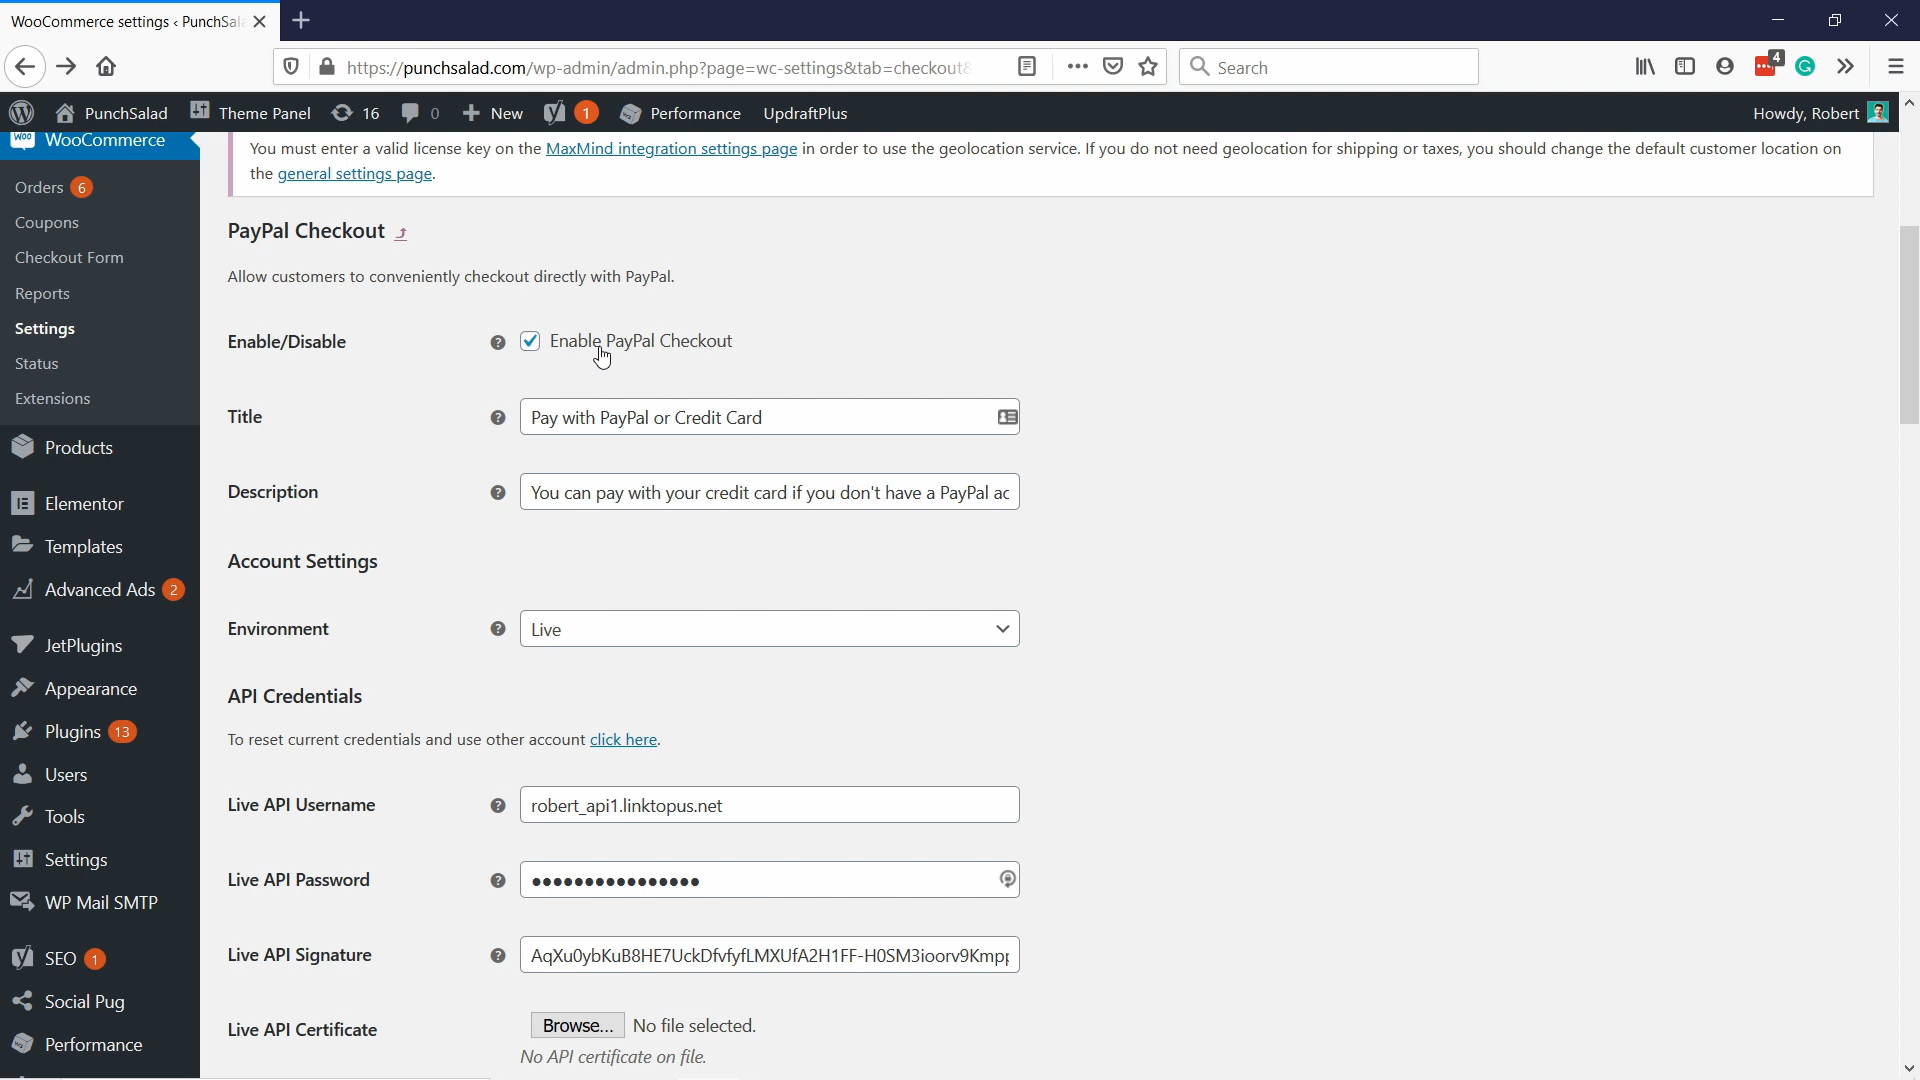 WooCommerce settings ‹ PunchSala
https://punchsalad.com/wp-admin/admin.php?page=wc-settings&tab=checkout&
Search
4
PunchSalad
Theme Panel
16
0
New
1
Performance
UpdraftPlus
Howdy, Robert
WooCommerce
Orders 6
Coupons
Checkout Form
Reports
Settings
Status
Extensions
Products
Elementor
Templates
Advanced Ads 2
JetPlugins
Appearance
Plugins 13
Users
Tools
Settings
WP Mail SMTP
SEO 1
Social Pug
Performance
You must enter a valid license key on the MaxMind integration settings page in order to use the geolocation service. If you do not need geolocation for shipping or taxes, you should change the default customer location on
the general settings page.
PayPal Checkout
Allow customers to conveniently checkout directly with PayPal.
Enable/Disable
Enable PayPal Checkout
Title
Pay with PayPal or Credit Card
Description
You can pay with your credit card if you don't have a PayPal ac
Account Settings
Environment
Live
API Credentials
To reset current credentials and use other account click here.
Live API Username
robert_api1.linktopus.net
Live API Password
●●●●●●●●●●●●●●●●
Live API Signature
AqXu0ybKuB8HE7UckDfvfyfLMXUfA2H1FF-H0SM3ioorv9Kmpp
Live API Certificate
Browse... No file selected.
No API certificate on file.